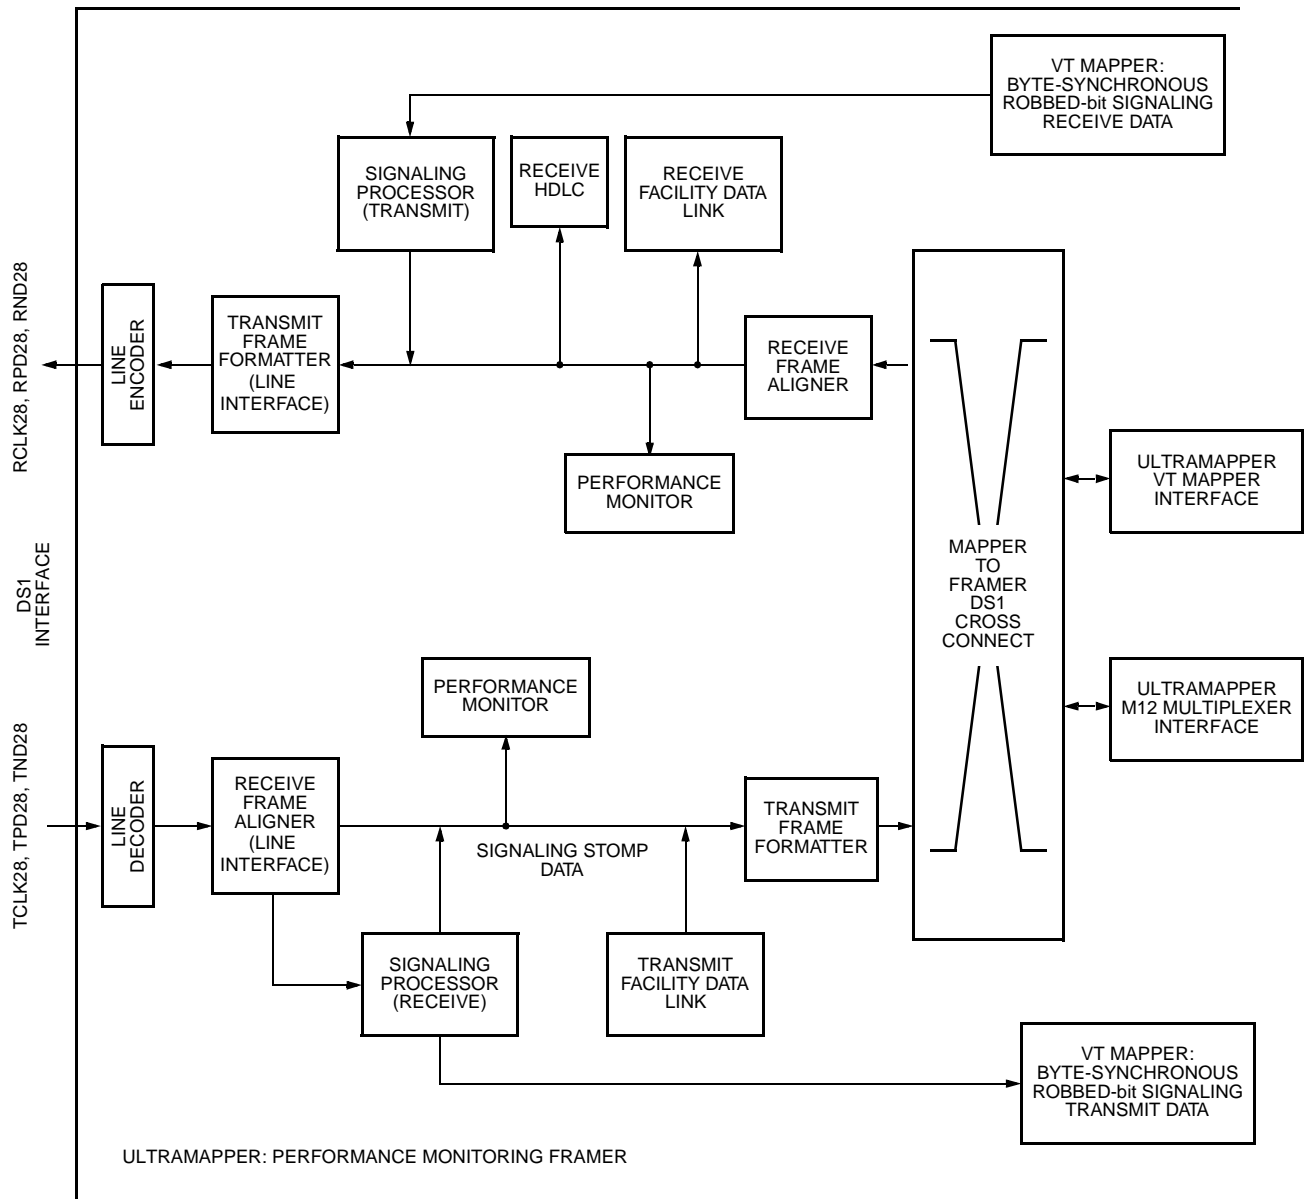 VT MAPPER:
BYTE-SYNCHRONOUS
ROBBED-bit SIGNALING
RECEIVE DATA
SIGNALING
PROCESSOR
(TRANSMIT)
RECEIVE
HDLC
RECEIVE
FACILITY DATA
LINK
RCLK28, RPD28, RND28
LINE
ENCODER
TRANSMIT
FRAME
FORMATTER
(LINE
INTERFACE)
RECEIVE
FRAME
ALIGNER
PERFORMANCE
MONITOR
ULTRAMAPPER
VT MAPPER
INTERFACE
MAPPER
TO
FRAMER
DS1
CROSS
CONNECT
DS1
INTERFACE
PERFORMANCE
MONITOR
ULTRAMAPPER
M12 MULTIPLEXER
INTERFACE
TCLK28, TPD28, TND28
LINE
DECODER
RECEIVE
FRAME
ALIGNER
(LINE
INTERFACE)
SIGNALING STOMP
DATA
TRANSMIT
FRAME
FORMATTER
SIGNALING
PROCESSOR
(RECEIVE)
TRANSMIT
FACILITY DATA
LINK
VT MAPPER:
BYTE-SYNCHRONOUS
ROBBED-bit SIGNALING
TRANSMIT DATA
ULTRAMAPPER: PERFORMANCE MONITORING FRAMER